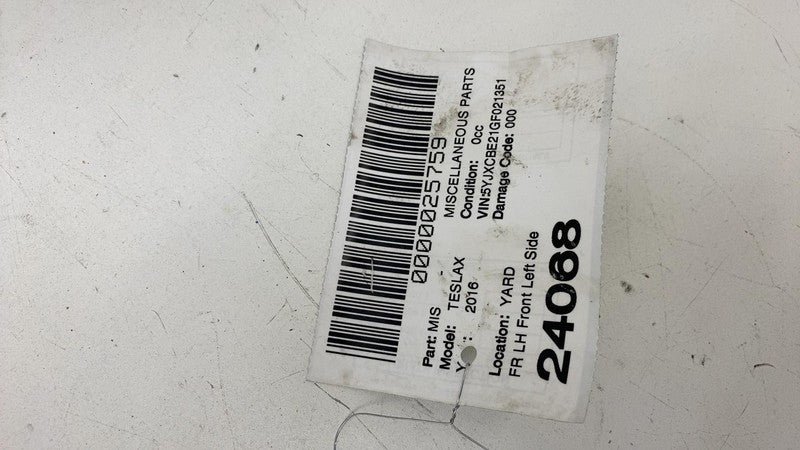 0000025759
Part: MIS - MISCELLANEOUS PARTS
Model: TESLAX Condition: 0cc
Y : 2016 VIN:5YJXCBE21GF021351
Damage Code: 000
Location: YARD
FR LH Front Left Side
24068